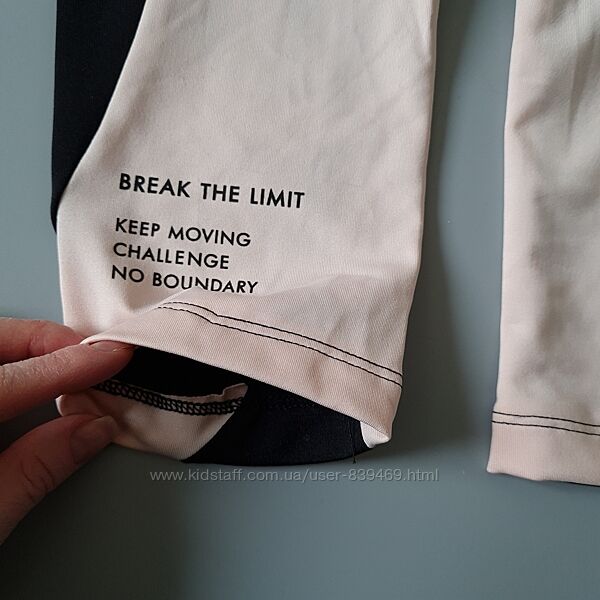 BREAK THE LIMIT
KEEP MOVING
CHALLENGE
NO BOUNDARY
www.kidstaff.com.ua/user-839469.html